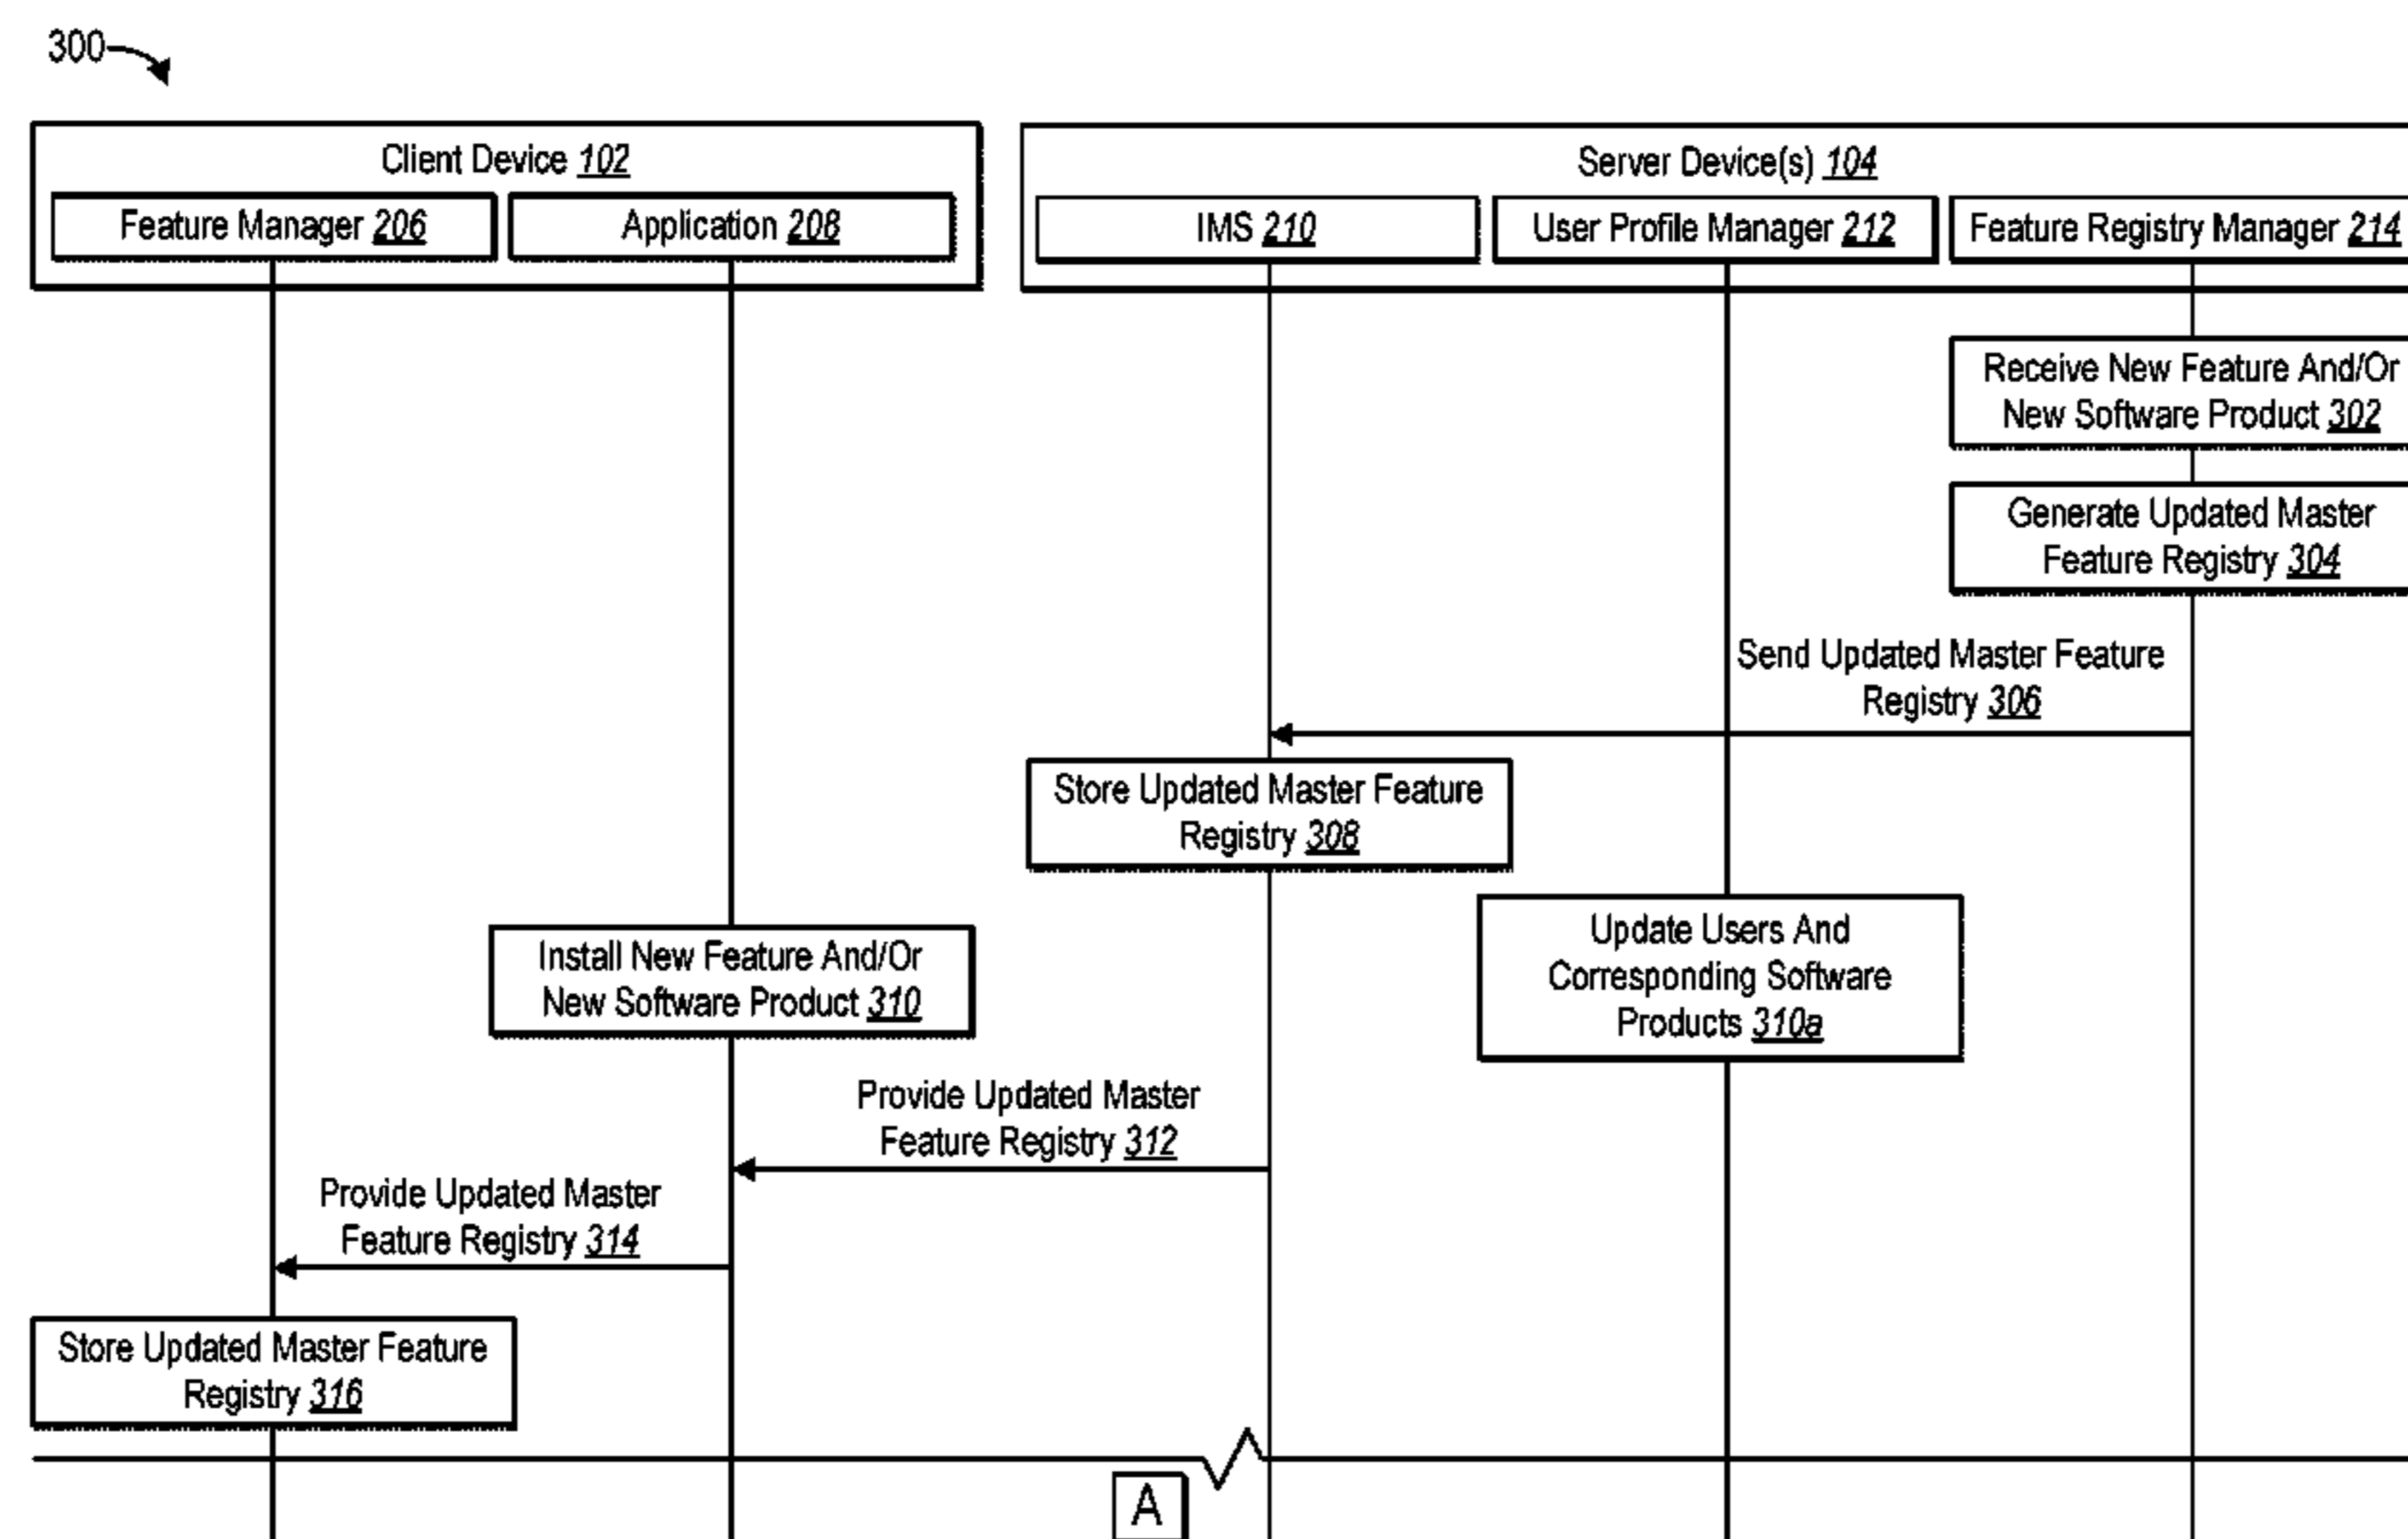 300
Client Device 102
Server Device(s) 104
Feature Manager 206
Application 208
IMS 210
User Profile Manager 212
Feature Registry Manager 214
Receive New Feature And/Or
New Software Product 302
Generate Updated Master
Feature Registry 304
Send Updated Master Feature
Registry 306
Store Updated Master Feature
Registry 308
Update Users And
Corresponding Software
Products 310a
Install New Feature And/Or
New Software Product 310
Provide Updated Master
Feature Registry 312
Provide Updated Master
Feature Registry 314
Store Updated Master Feature
Registry 316
A